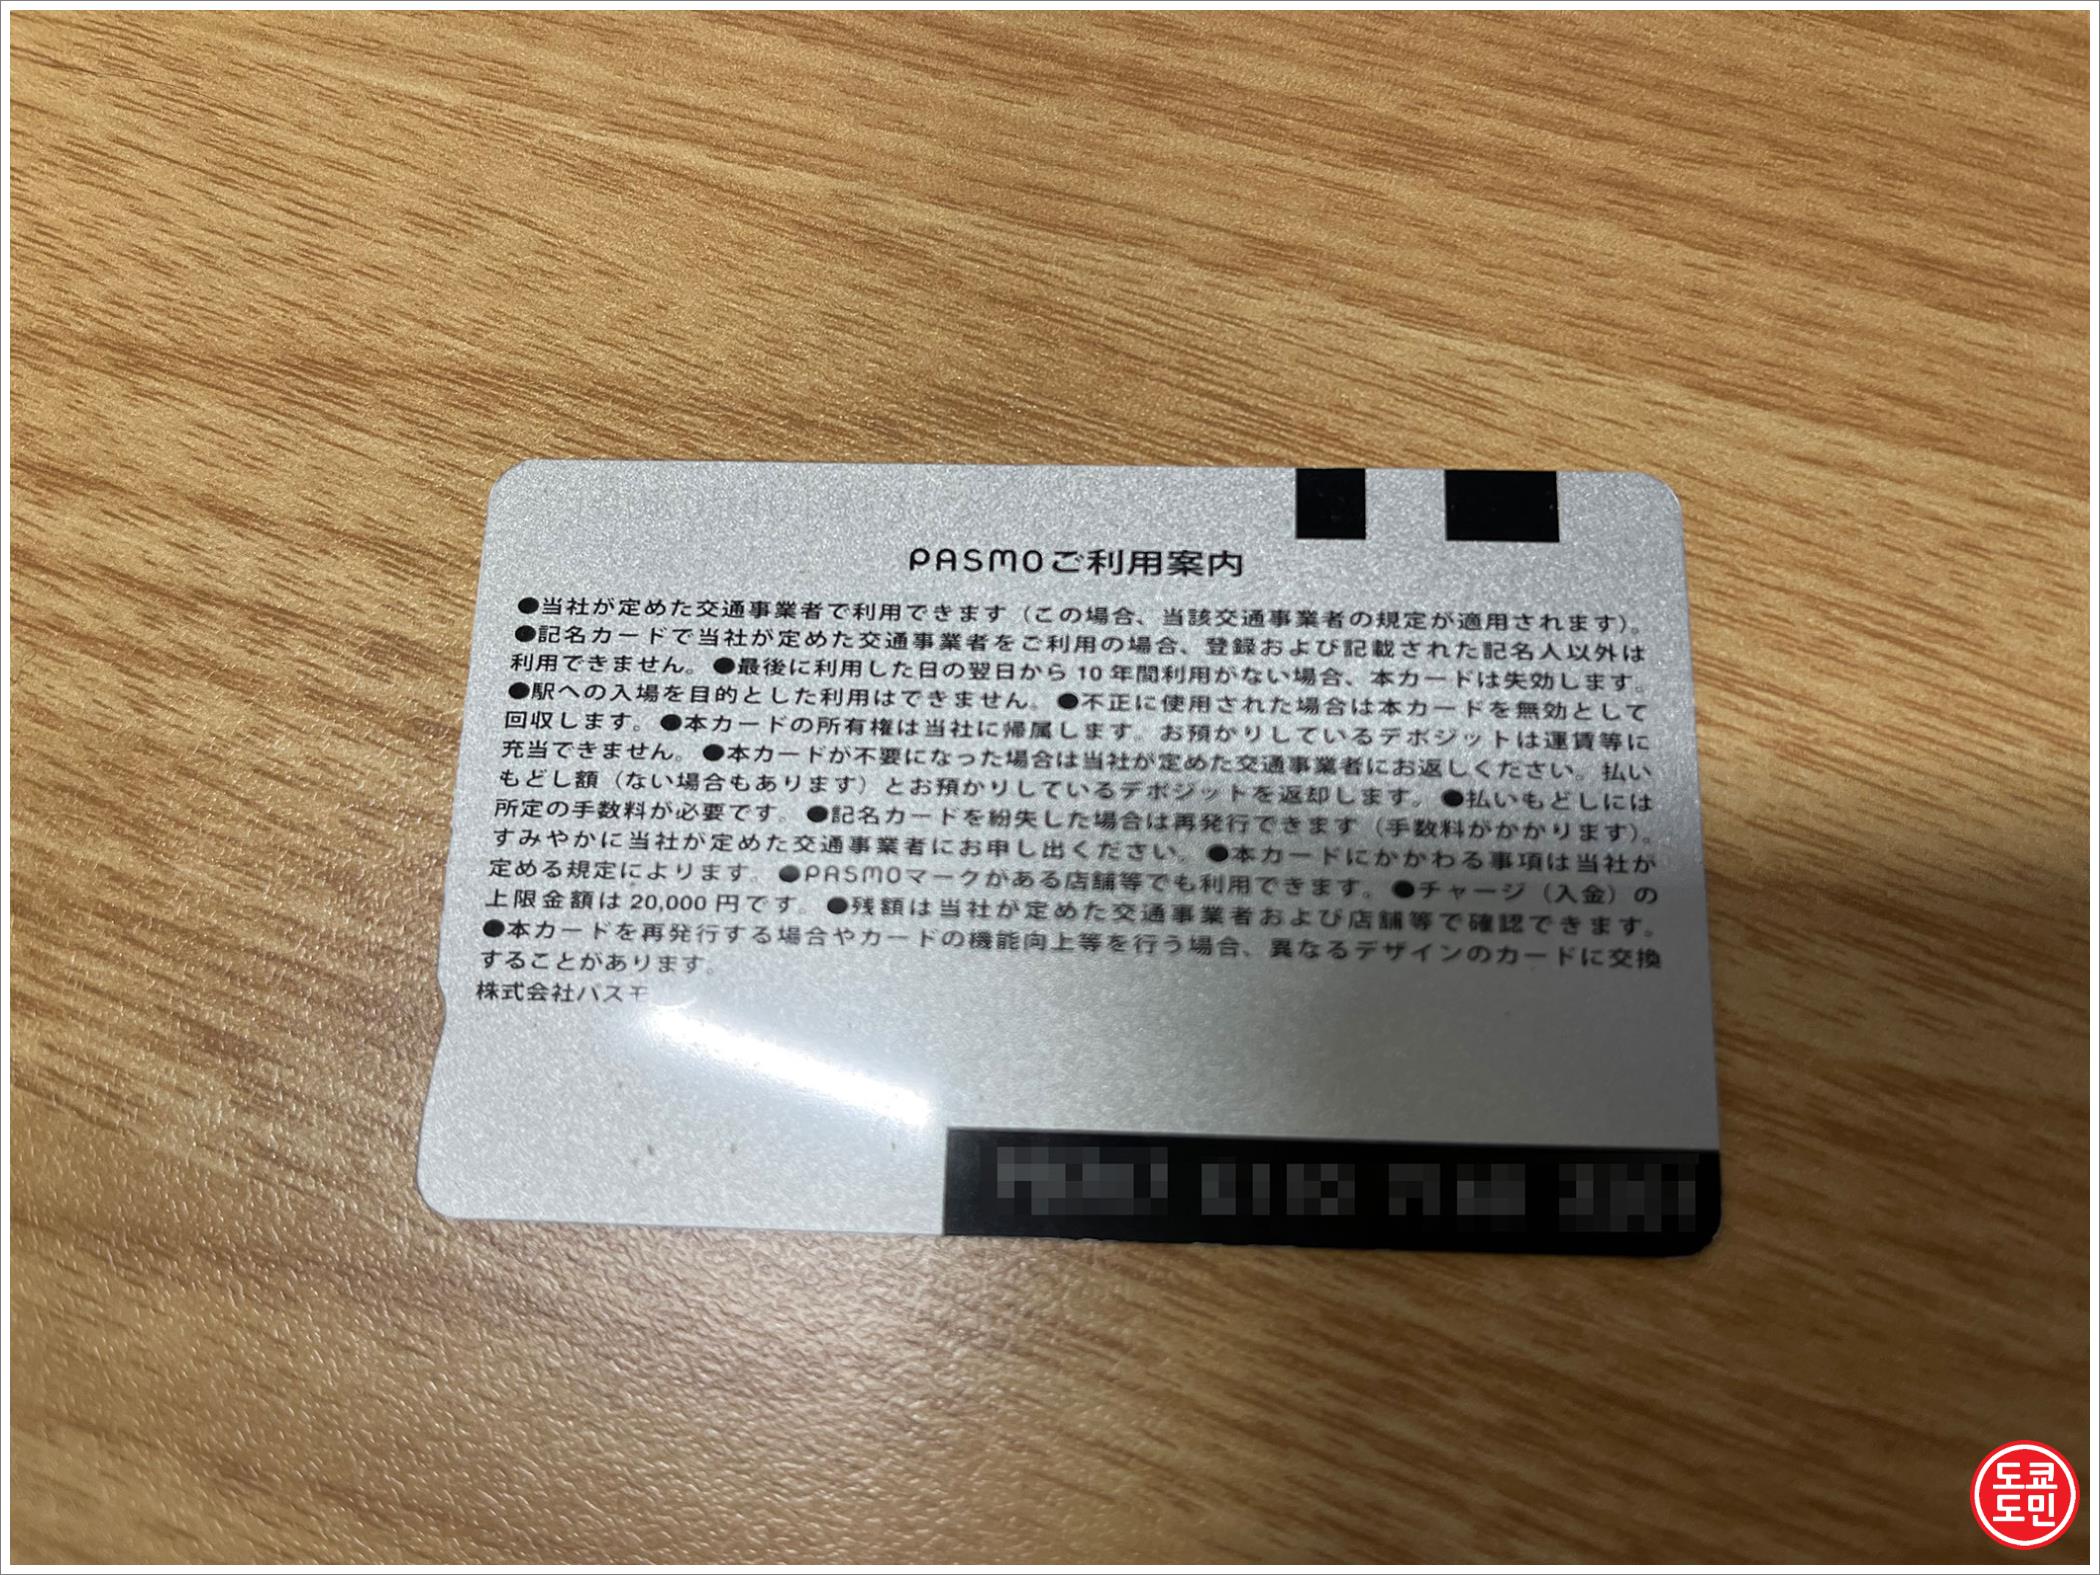 PASMOご利用案内
●当社が定めた交通事業者で利用できます（この場合、当該交通事業者の規定が適用されます）。
●記名カードで当社が定めた交通事業者をご利用の場合、登録および記載された記名人以外は
利用できません。●最後に利用した日の翌日から10年間利用がない場合、本カードは失効します。
●駅への入場を目的とした利用はできません。●不正に使用された場合は本カードを無効として
回収します。●本カードの所有権は当社に帰属します。お預かりしているデポジットは運賃等に
充当できません。●本カードが不要になった場合は当社が定めた交通事業者にお返しください。払い
もどし額（ない場合もあります）とお預かりしているデポジットを返却します。●払いもどしには
所定の手数料が必要です。●記名カードを紛失した場合は再発行できます（手数料がかかります）。
すみやかに当社が定めた交通事業者にお申し出ください。●本カードにかかわる事項は当社が
定める規定によります。●PASMOマークがある店舗等でも利用できます。●チャージ（入金）の
上限金額は20,000円です。●残額は当社が定めた交通事業者および店舗等で確認できます。
●本カードを再発行する場合やカードの機能向上等を行う場合、異なるデザインのカードに交換
することがあります。
株式会社パスモ
도쿄
도민